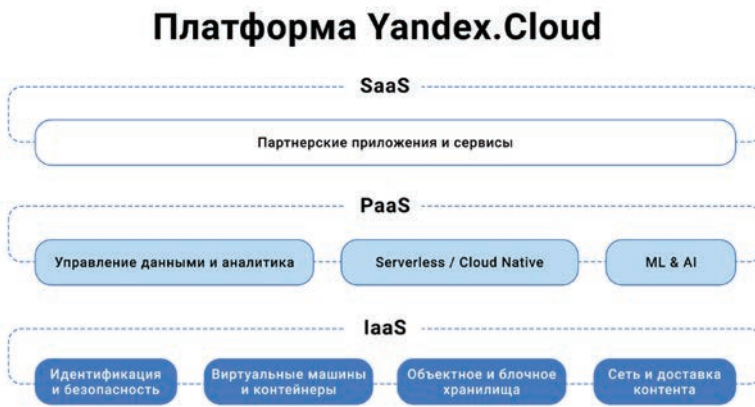 Платформа Yandex.Cloud
SaaS
Партнерские приложения и сервисы
PaaS
Управление данными и аналитика
Serverless / Cloud Native
ML & AI
IaaS
Идентификация
и безопасность
Виртуальные машины
и контейнеры
Объектное и блочное
хранилища
Сеть и доставка
контента